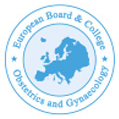 European Board & College
Obstetrics and Gynaecology